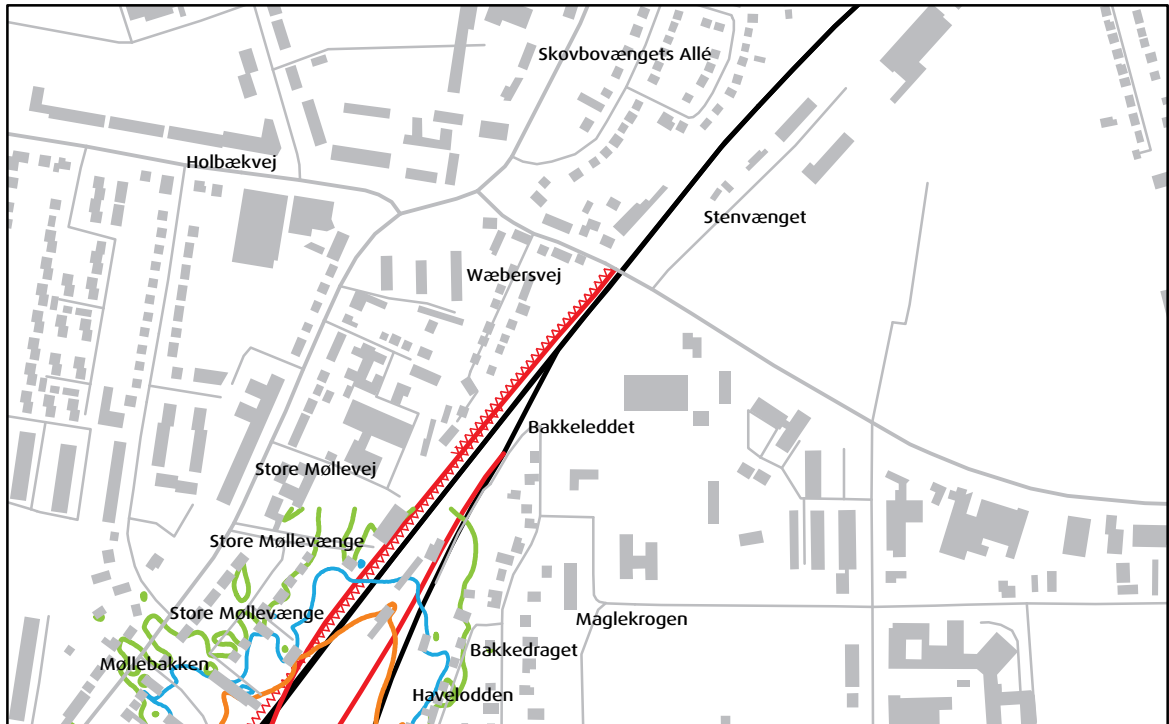 Skovbovængets Allé
Holbækvej
Stenvænget
Wæbersvej
Bakkeleddet
Store Møllevej
Store Møllevænge
Store Møllevænge
Maglekrogen
Bakkedraget
Møllebakken
Havelodden